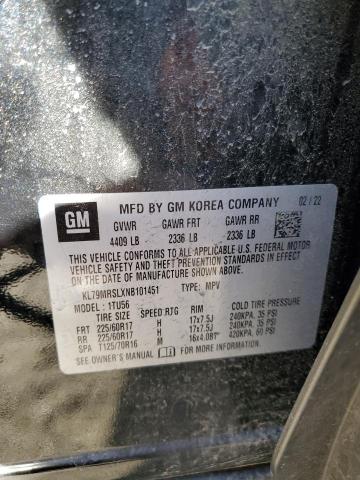 GM
MFD BY GM KOREA COMPANY 02/22
GVWR GAWR FRT GAWR RR
4409 LB 2336 LB 2336 LB
THIS VEHICLE CONFORMS TO ALL APPLICABLE U.S. FEDERAL MOTOR
VEHICLE SAFETY, BUMPER, AND THEFT PREVENTION STANDARDS IN
EFFECT ON THE DATE OF MANUFACTURE SHOWN ABOVE.
KL79MRSLXNB101451 TYPE: MPV
MODEL: 1TU56
TIRE SIZE SPEED RTG RIM COLD TIRE PRESSURE
FRT 225/60R17 H 17x7.5J 240KPA, 35 PSI
RR 225/60R17 H 17x7.5J 240KPA, 35 PSI
SPA T125/70R16 M 16x4.0BT 420KPA, 60 PSI
SEE OWNER'S MANUAL FOR ADDITIONAL INFORMATION.